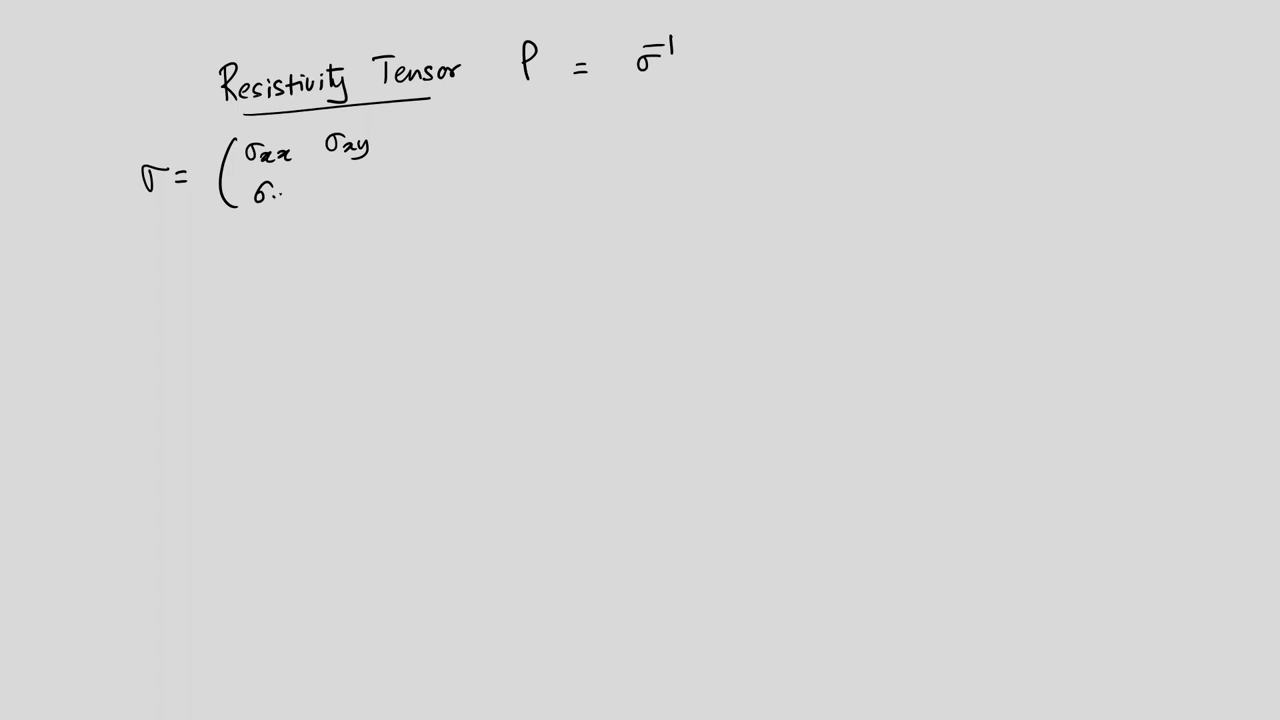 Resistivity Tensor ρ = σ⁻¹
σ = ( σxx σxy
σ..